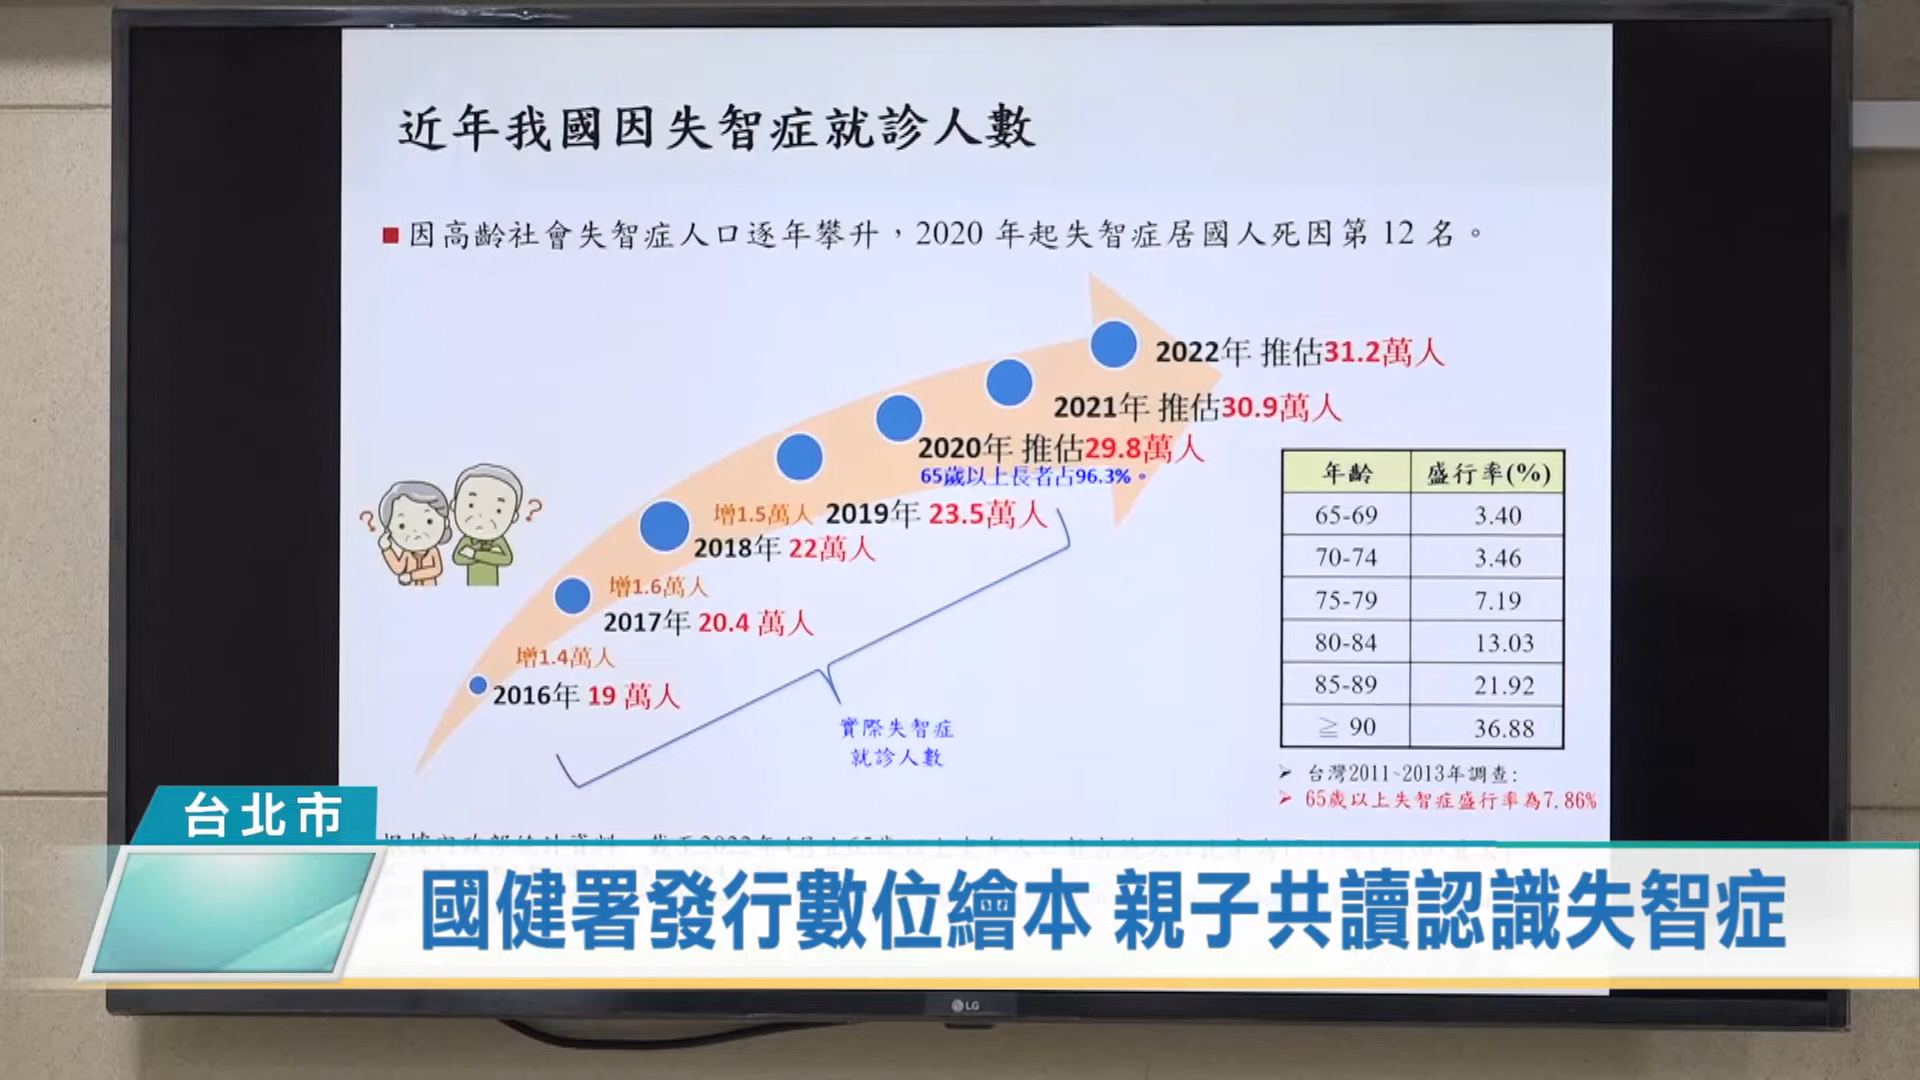 近年我國因失智症就診人數
■因高齡社會失智症人口逐年攀升，2020 年起失智症居國人死因第 12 名。
2022年 推估31.2萬人
2021年 推估30.9萬人
2020年 推估29.8萬人
65歲以上長者占96.3%。
增1.5萬人 2019年 23.5萬人
2018年 22萬人
增1.6萬人
2017年 20.4 萬人
增1.4萬人
2016年 19 萬人
? ?
實際失智症
就診人數
年齡 盛行率(%)
65-69 3.40
70-74 3.46
75-79 7.19
80-84 13.03
85-89 21.92
≧ 90 36.88
➢ 台灣2011~2013年調查:
➢ 65歲以上失智症盛行率為7.86%
台北市
國健署發行數位繪本 親子共讀認識失智症
LG